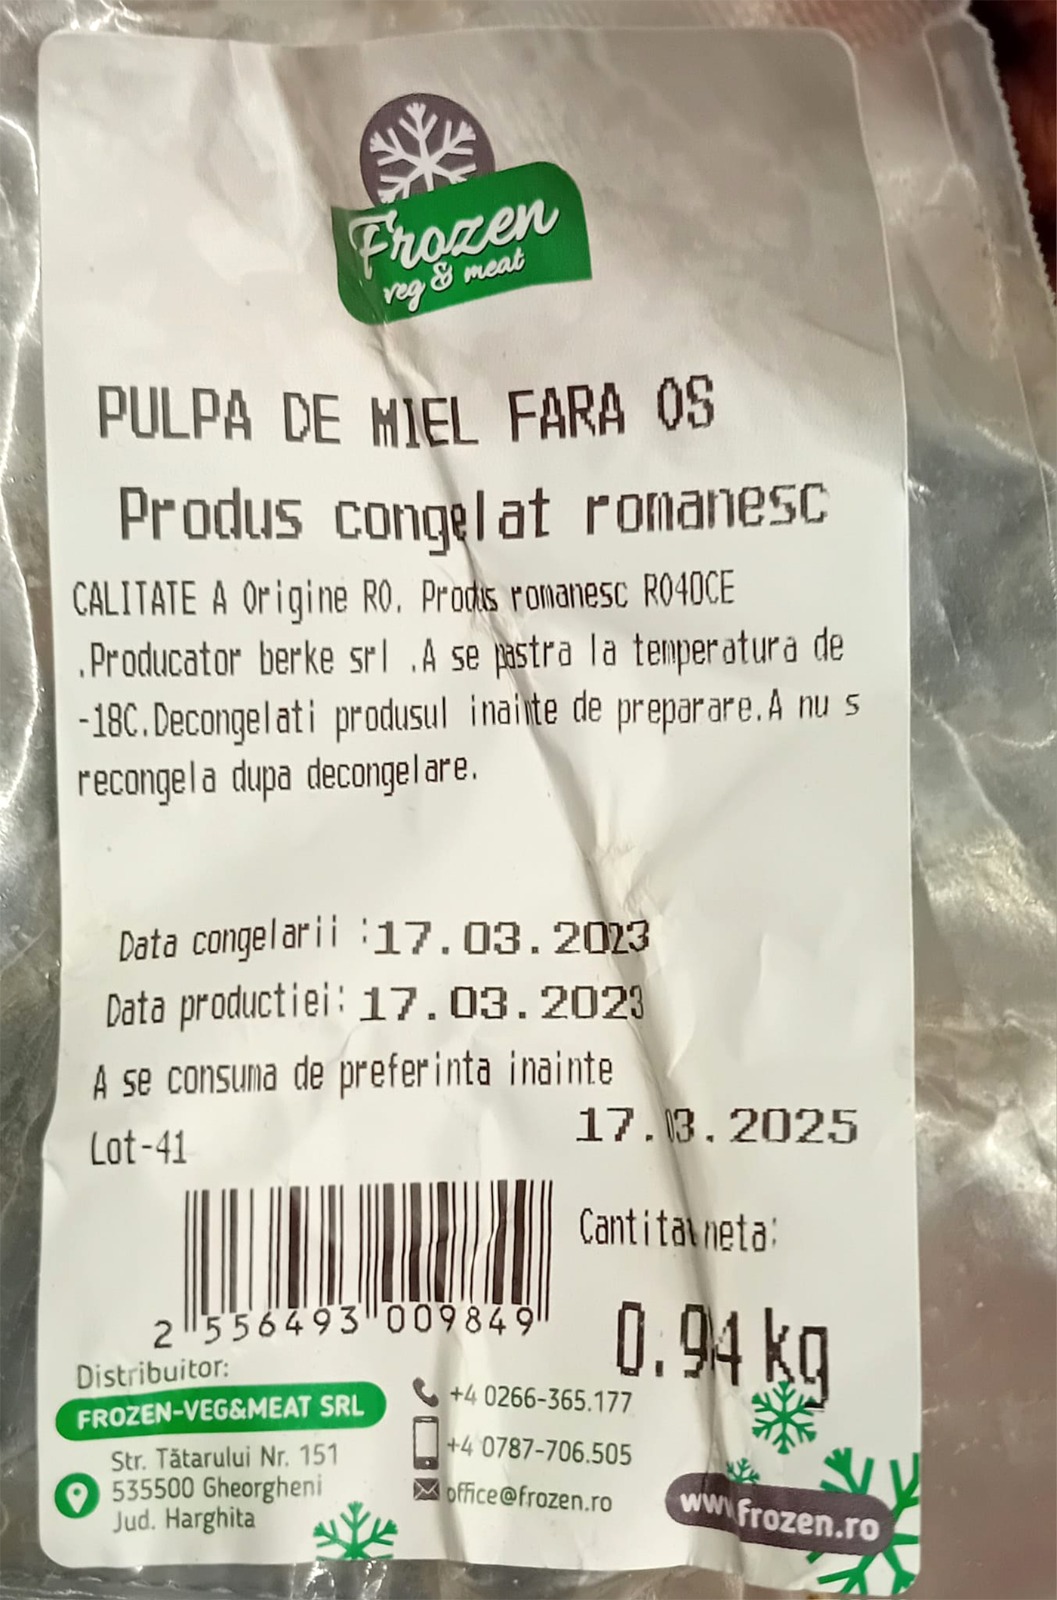 Frozen
veg & meat
PULPA DE MIEL FARA OS
Produs congelat romanesc
CALITATE A Origine RO. Produs romanesc RO40CE
.Producator berke srl .A se pastra la temperatura de
-18C.Decongelati produsul inainte de preparare.A nu s
recongela dupa decongelare.
Data congelarii :17.03.2023
Data productiei: 17.03.2023
A se consuma de preferinta inainte
17.03.2025
Lot-41
Cantitat neta:
0.94 kg
2 556493 009849
Distribuitor:
FROZEN-VEG&MEAT SRL
Str. Tătarului Nr. 151
535500 Gheorgheni
Jud. Harghita
+4 0266-365.177
+4 0787-706.505
office@frozen.ro
www.frozen.ro